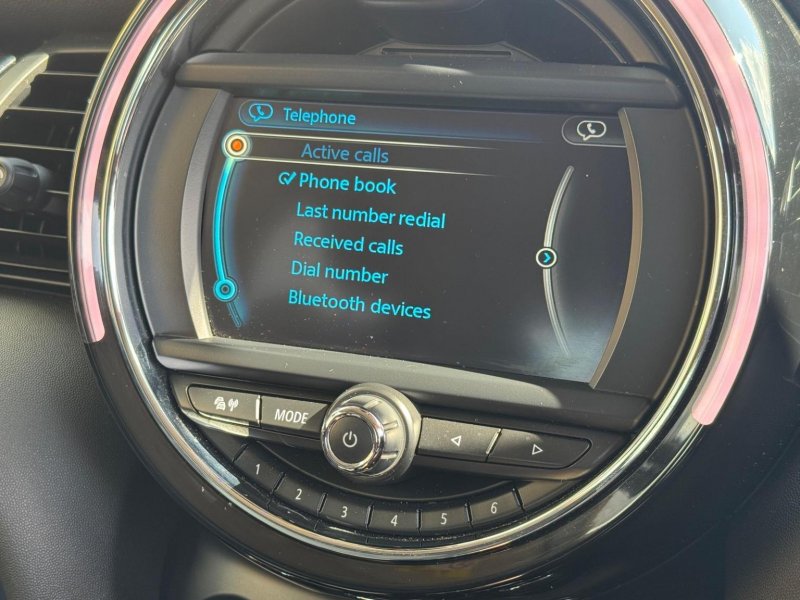 Telephone
Active calls
Phone book
Last number redial
Received calls
Dial number
Bluetooth devices
MODE
1 2 3 4 5 6